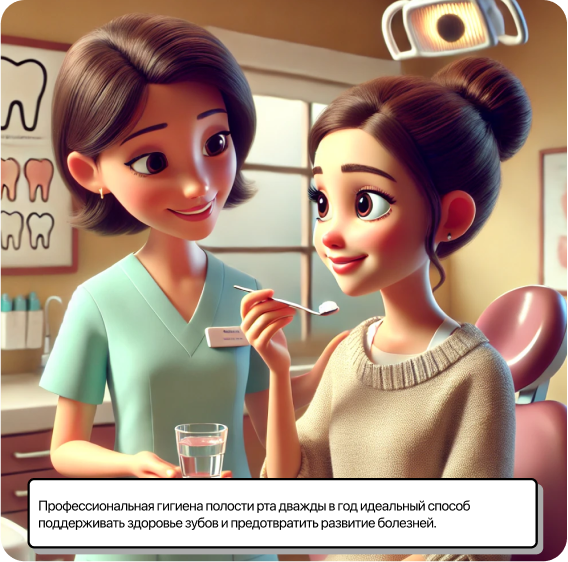 Профессиональная гигиена полости рта дважды в год идеальный способ
поддерживать здоровье зубов и предотвратить развитие болезней.